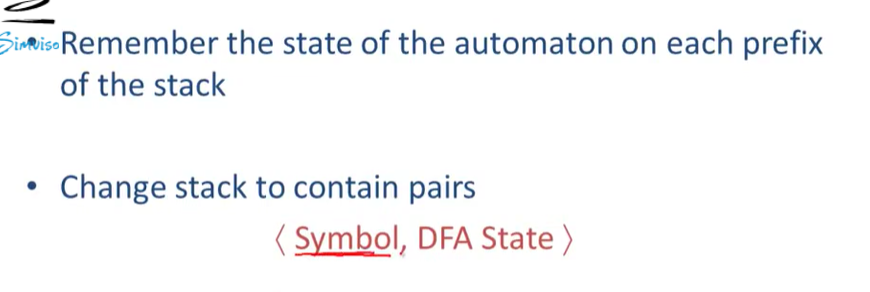 Simviso
• Remember the state of the automaton on each prefix
of the stack
• Change stack to contain pairs
⟨ Symbol, DFA State ⟩